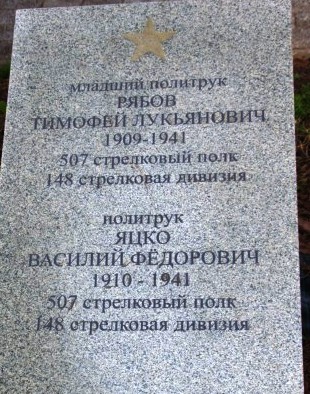 младший политрук
РЯБОВ
ТИМОФЕЙ ЛУКЬЯНОВИЧ
1909-1941
507 стрелковый полк
148 стрелковая дивизия
политрук
ЯЦКО
ВАСИЛИЙ ФЁДОРОВИЧ
1910 - 1941
507 стрелковый полк
148 стрелковая дивизия